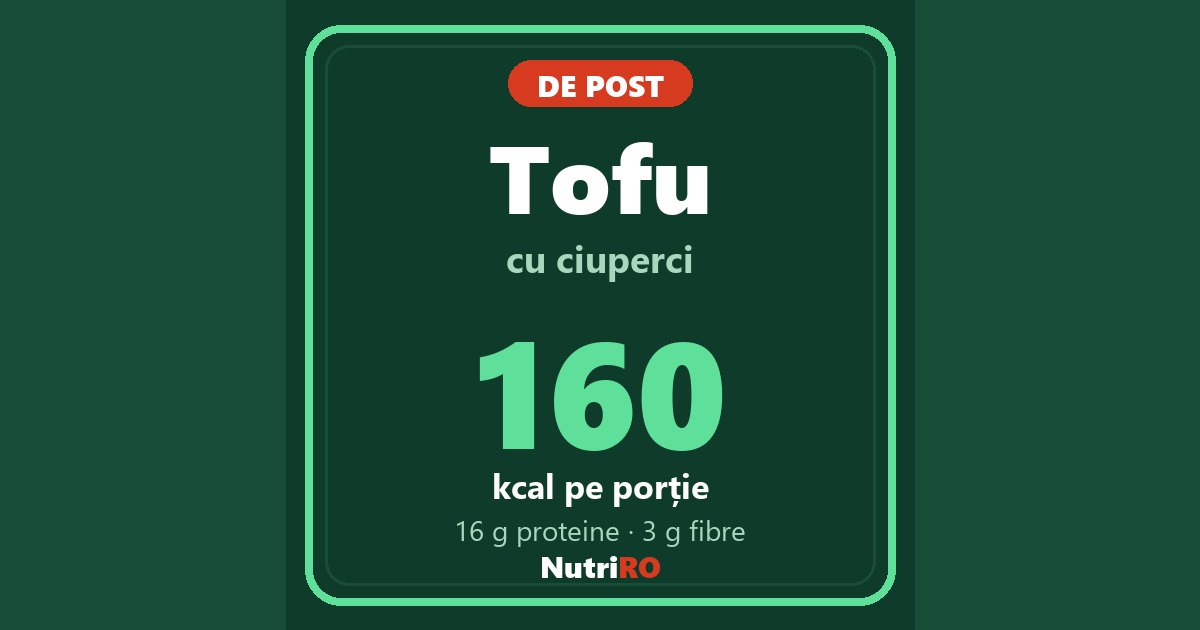 DE POST
Tofu
cu ciuperci
160
kcal pe porție
16 g proteine · 3 g fibre
NutriRO